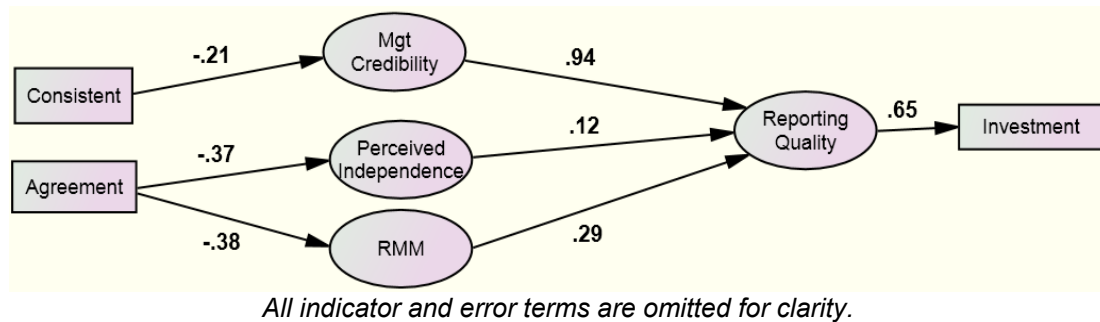 Consistent
-.21
Mgt
Credibility
.94
Agreement
-.37
Perceived
Independence
.12
-.38
RMM
.29
Reporting
Quality
.65
Investment
All indicator and error terms are omitted for clarity.